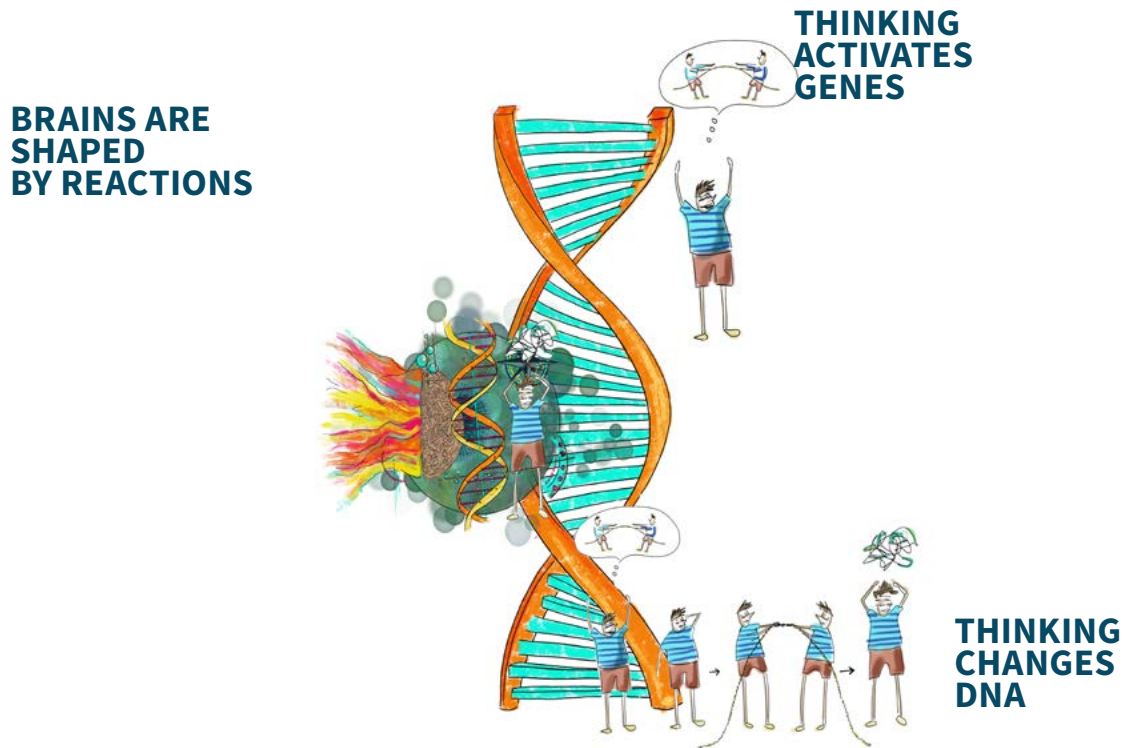 THINKING
ACTIVATES
GENES
BRAINS ARE
SHAPED
BY REACTIONS
THINKING
CHANGES
DNA